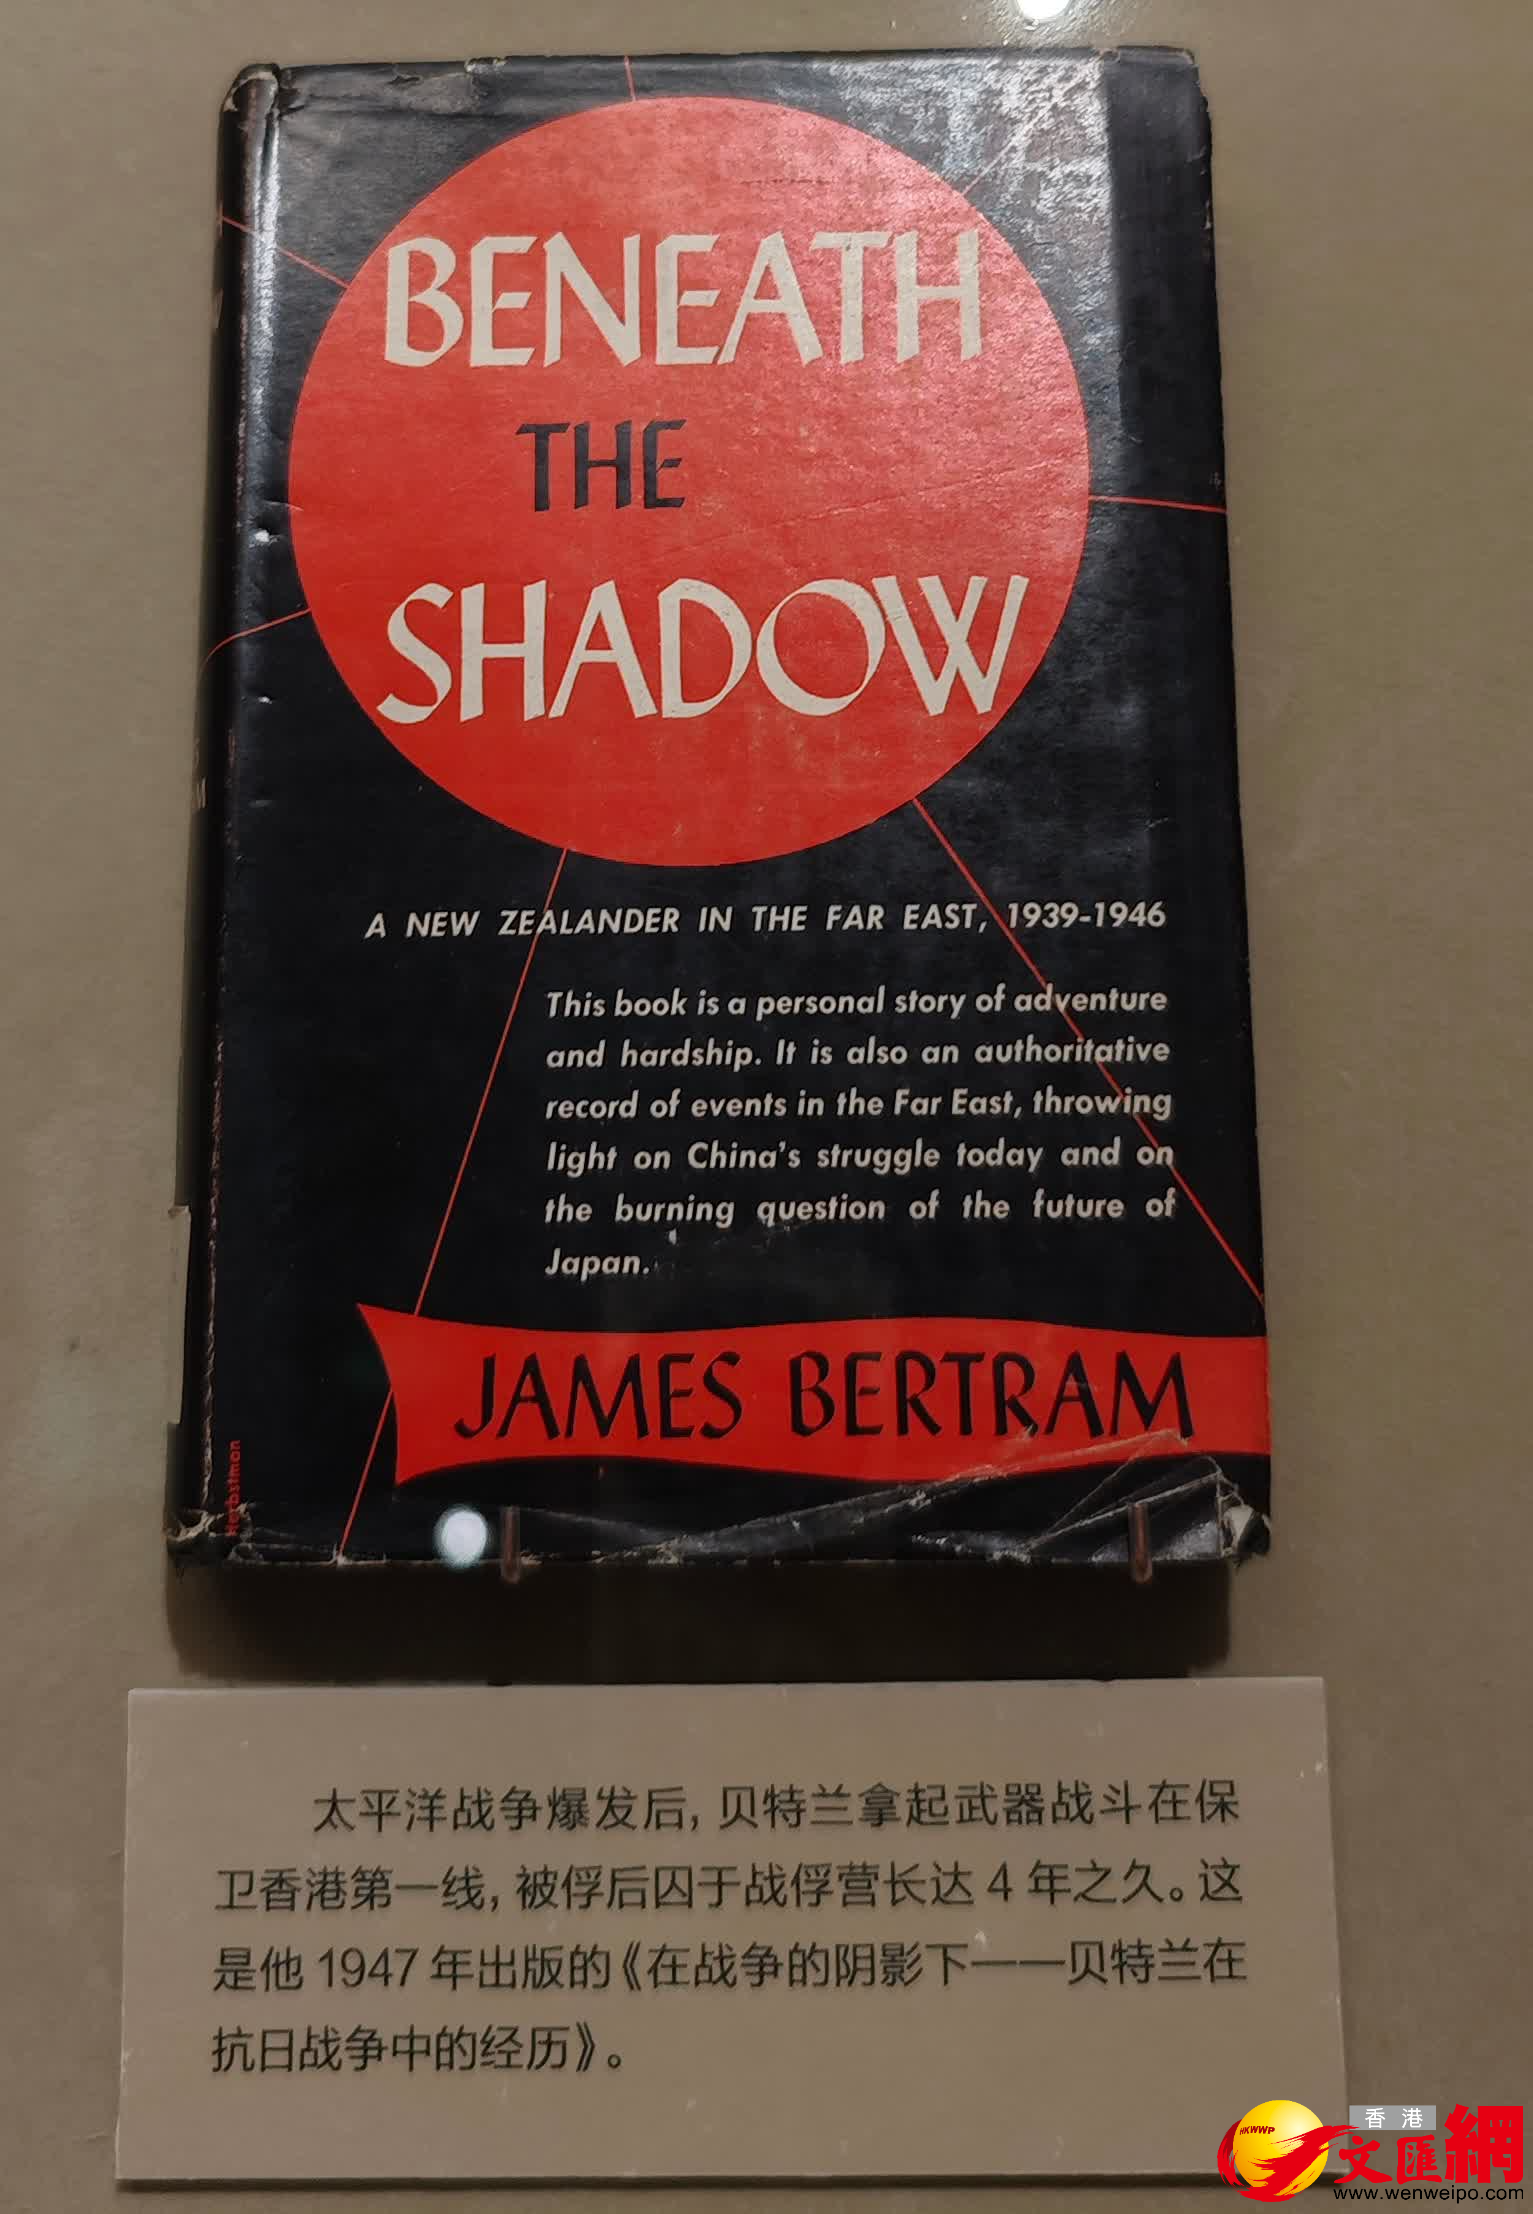 BENEATH
THE
SHADOW
A NEW ZEALANDER IN THE FAR EAST, 1939-1946
This book is a personal story of adventure
and hardship. It is also an authoritative
record of events in the Far East, throwing
light on China's struggle today and on
the burning question of the future of
Japan.
JAMES BERTRAM
Herbstman
太平洋战争爆发后，贝特兰拿起武器战斗在保
卫香港第一线，被俘后囚于战俘营长达 4 年之久。这
是他 1947 年出版的《在战争的阴影下——贝特兰在
抗日战争中的经历》。
HKWWP
香港
文匯網
www.wenweipo.com